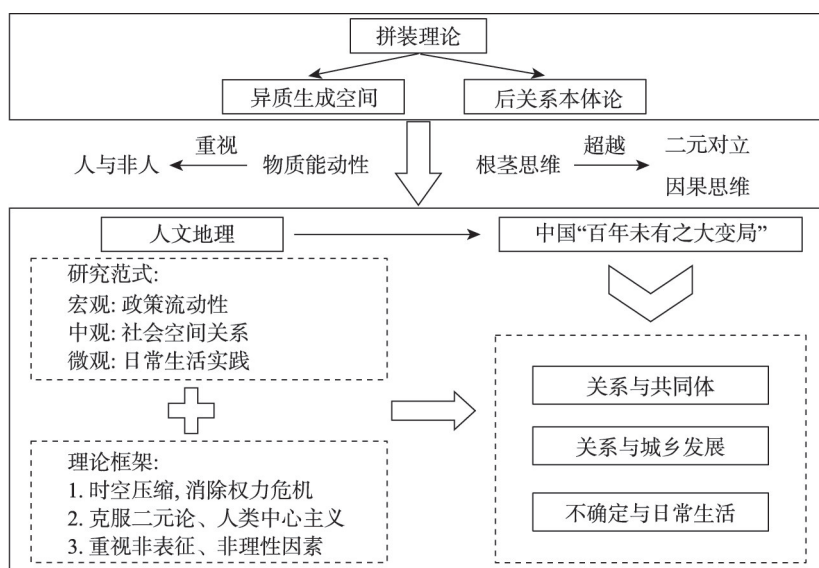 拼装理论
异质生成空间
后关系本体论
重视
人与非人
物质能动性
超越
根茎思维
二元对立
因果思维
人文地理
中国“百年未有之大变局”
研究范式:
宏观: 政策流动性
中观: 社会空间关系
微观: 日常生活实践
理论框架:
1. 时空压缩, 消除权力危机
2. 克服二元论、人类中心主义
3. 重视非表征、非理性因素
关系与共同体
关系与城乡发展
不确定与日常生活